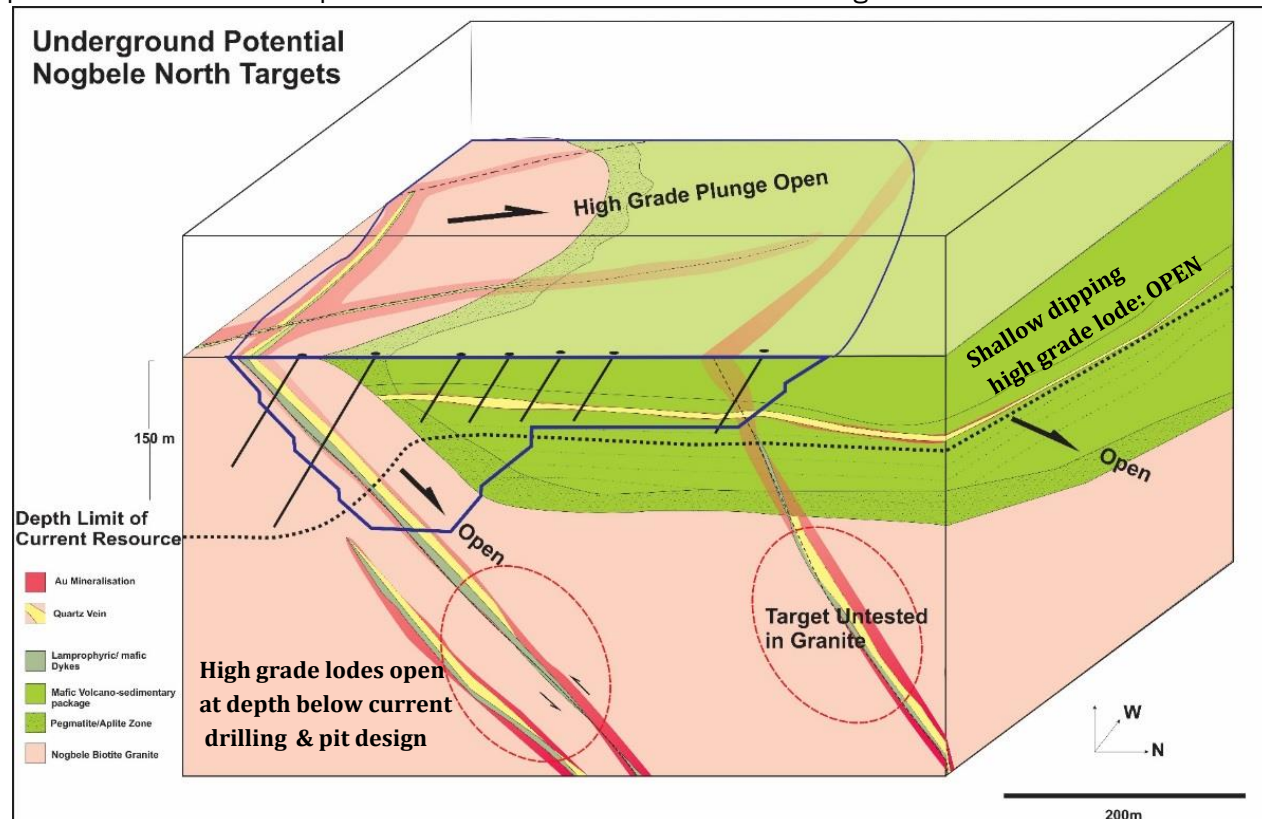 Underground Potential
Nogbele North Targets
High Grade Plunge Open
Shallow dipping
high grade lode: OPEN
Open
150 m
Depth Limit of
Current Resource
Open
Au Mineralisation
Quartz Vein
Lamprophyric/ mafic
Dykes
Mafic Volcano-sedimentary
package
Pegmatite/Aplite Zone
Nogbele Biotite Granite
High grade lodes open
at depth below current
drilling & pit design
Target Untested
in Granite
W
N
200m